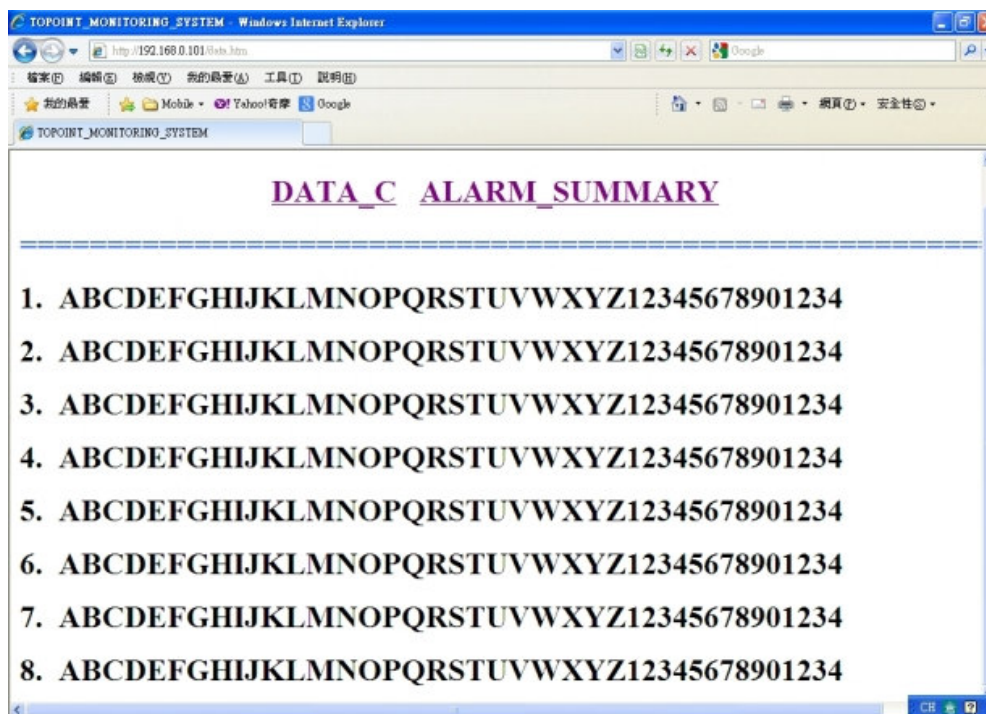 TOPOINT_MONITORING_SYSTEM - Windows Internet Explorer
http://192.168.0.101/ Google
檔案(F) 編輯(E) 檢視(V) 我的最愛(A) 工具(T) 說明(H)
我的最愛 Mobile Yahoo!奇摩 Google 網頁(P) 安全性(S)
TOPOINT_MONITORING_SYSTEM
DATA_C ALARM_SUMMARY
============================================================
1. ABCDEFGHIJKLMNOPQRSTUVWXYZ12345678901234
2. ABCDEFGHIJKLMNOPQRSTUVWXYZ12345678901234
3. ABCDEFGHIJKLMNOPQRSTUVWXYZ12345678901234
4. ABCDEFGHIJKLMNOPQRSTUVWXYZ12345678901234
5. ABCDEFGHIJKLMNOPQRSTUVWXYZ12345678901234
6. ABCDEFGHIJKLMNOPQRSTUVWXYZ12345678901234
7. ABCDEFGHIJKLMNOPQRSTUVWXYZ12345678901234
8. ABCDEFGHIJKLMNOPQRSTUVWXYZ12345678901234
CH